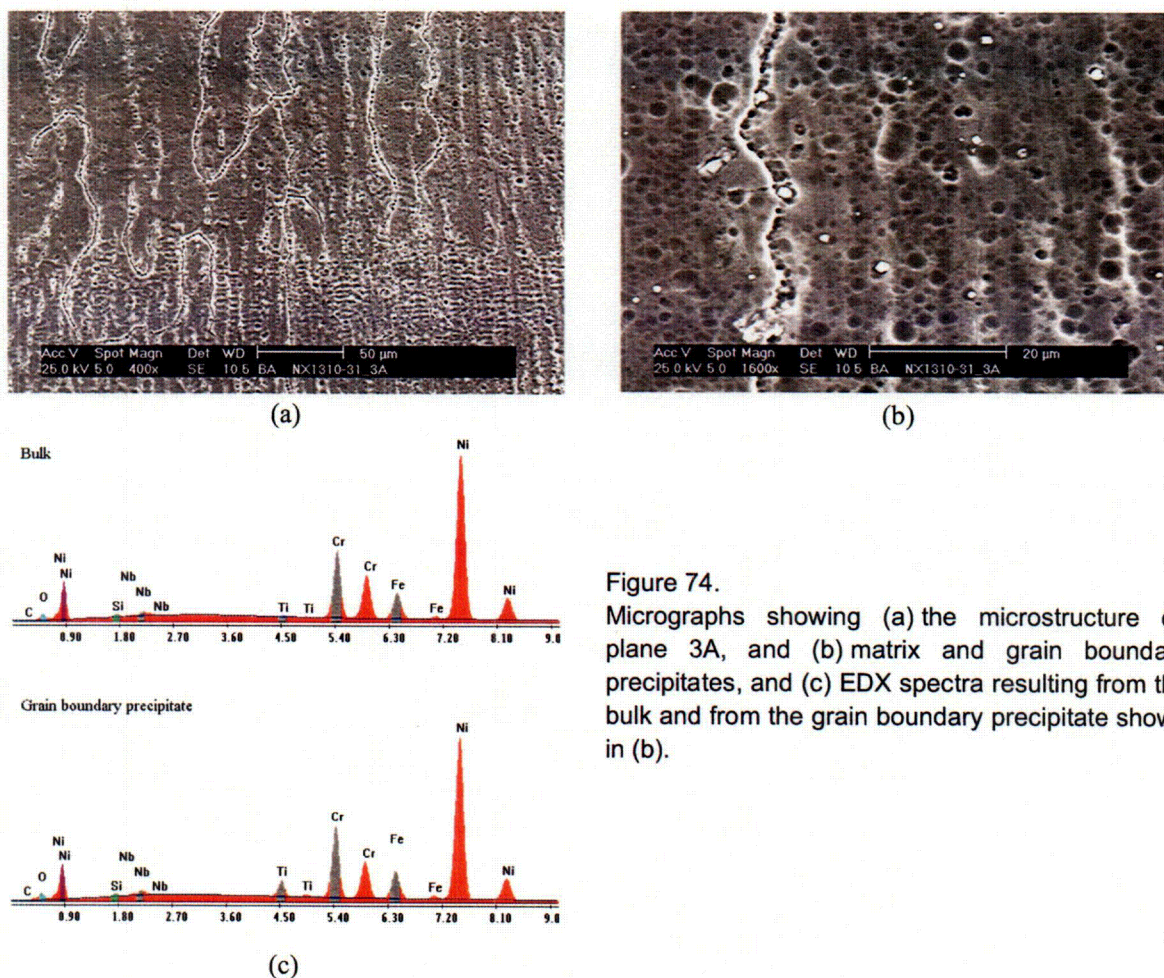 Acc V Spot Magn Det WD 50 µm
25.0 kV 5.0 400x SE 10.5 BA NX1310-31_3A
Acc V Spot Magn Det WD 20 µm
25.0 kV 5.0 1600x SE 10.5 BA NX1310-31_3A
(a)
(b)
Bulk
C O Ni Ni Si Nb Nb Nb Ti Ti Cr Cr Fe Fe Ni Ni
0.90 1.80 2.70 3.60 4.50 5.40 6.30 7.20 8.10 9.0
Grain boundary precipitate
C O Ni Ni Si Nb Nb Nb Ti Ti Cr Cr Fe Fe Ni Ni
0.90 1.80 2.70 3.60 4.50 5.40 6.30 7.20 8.10 9.0
(c)
Figure 74.
Micrographs showing (a) the microstructure
plane 3A, and (b) matrix and grain
precipitates, and (c) EDX spectra resulting from
bulk and from the grain boundary precipitate
in (b).